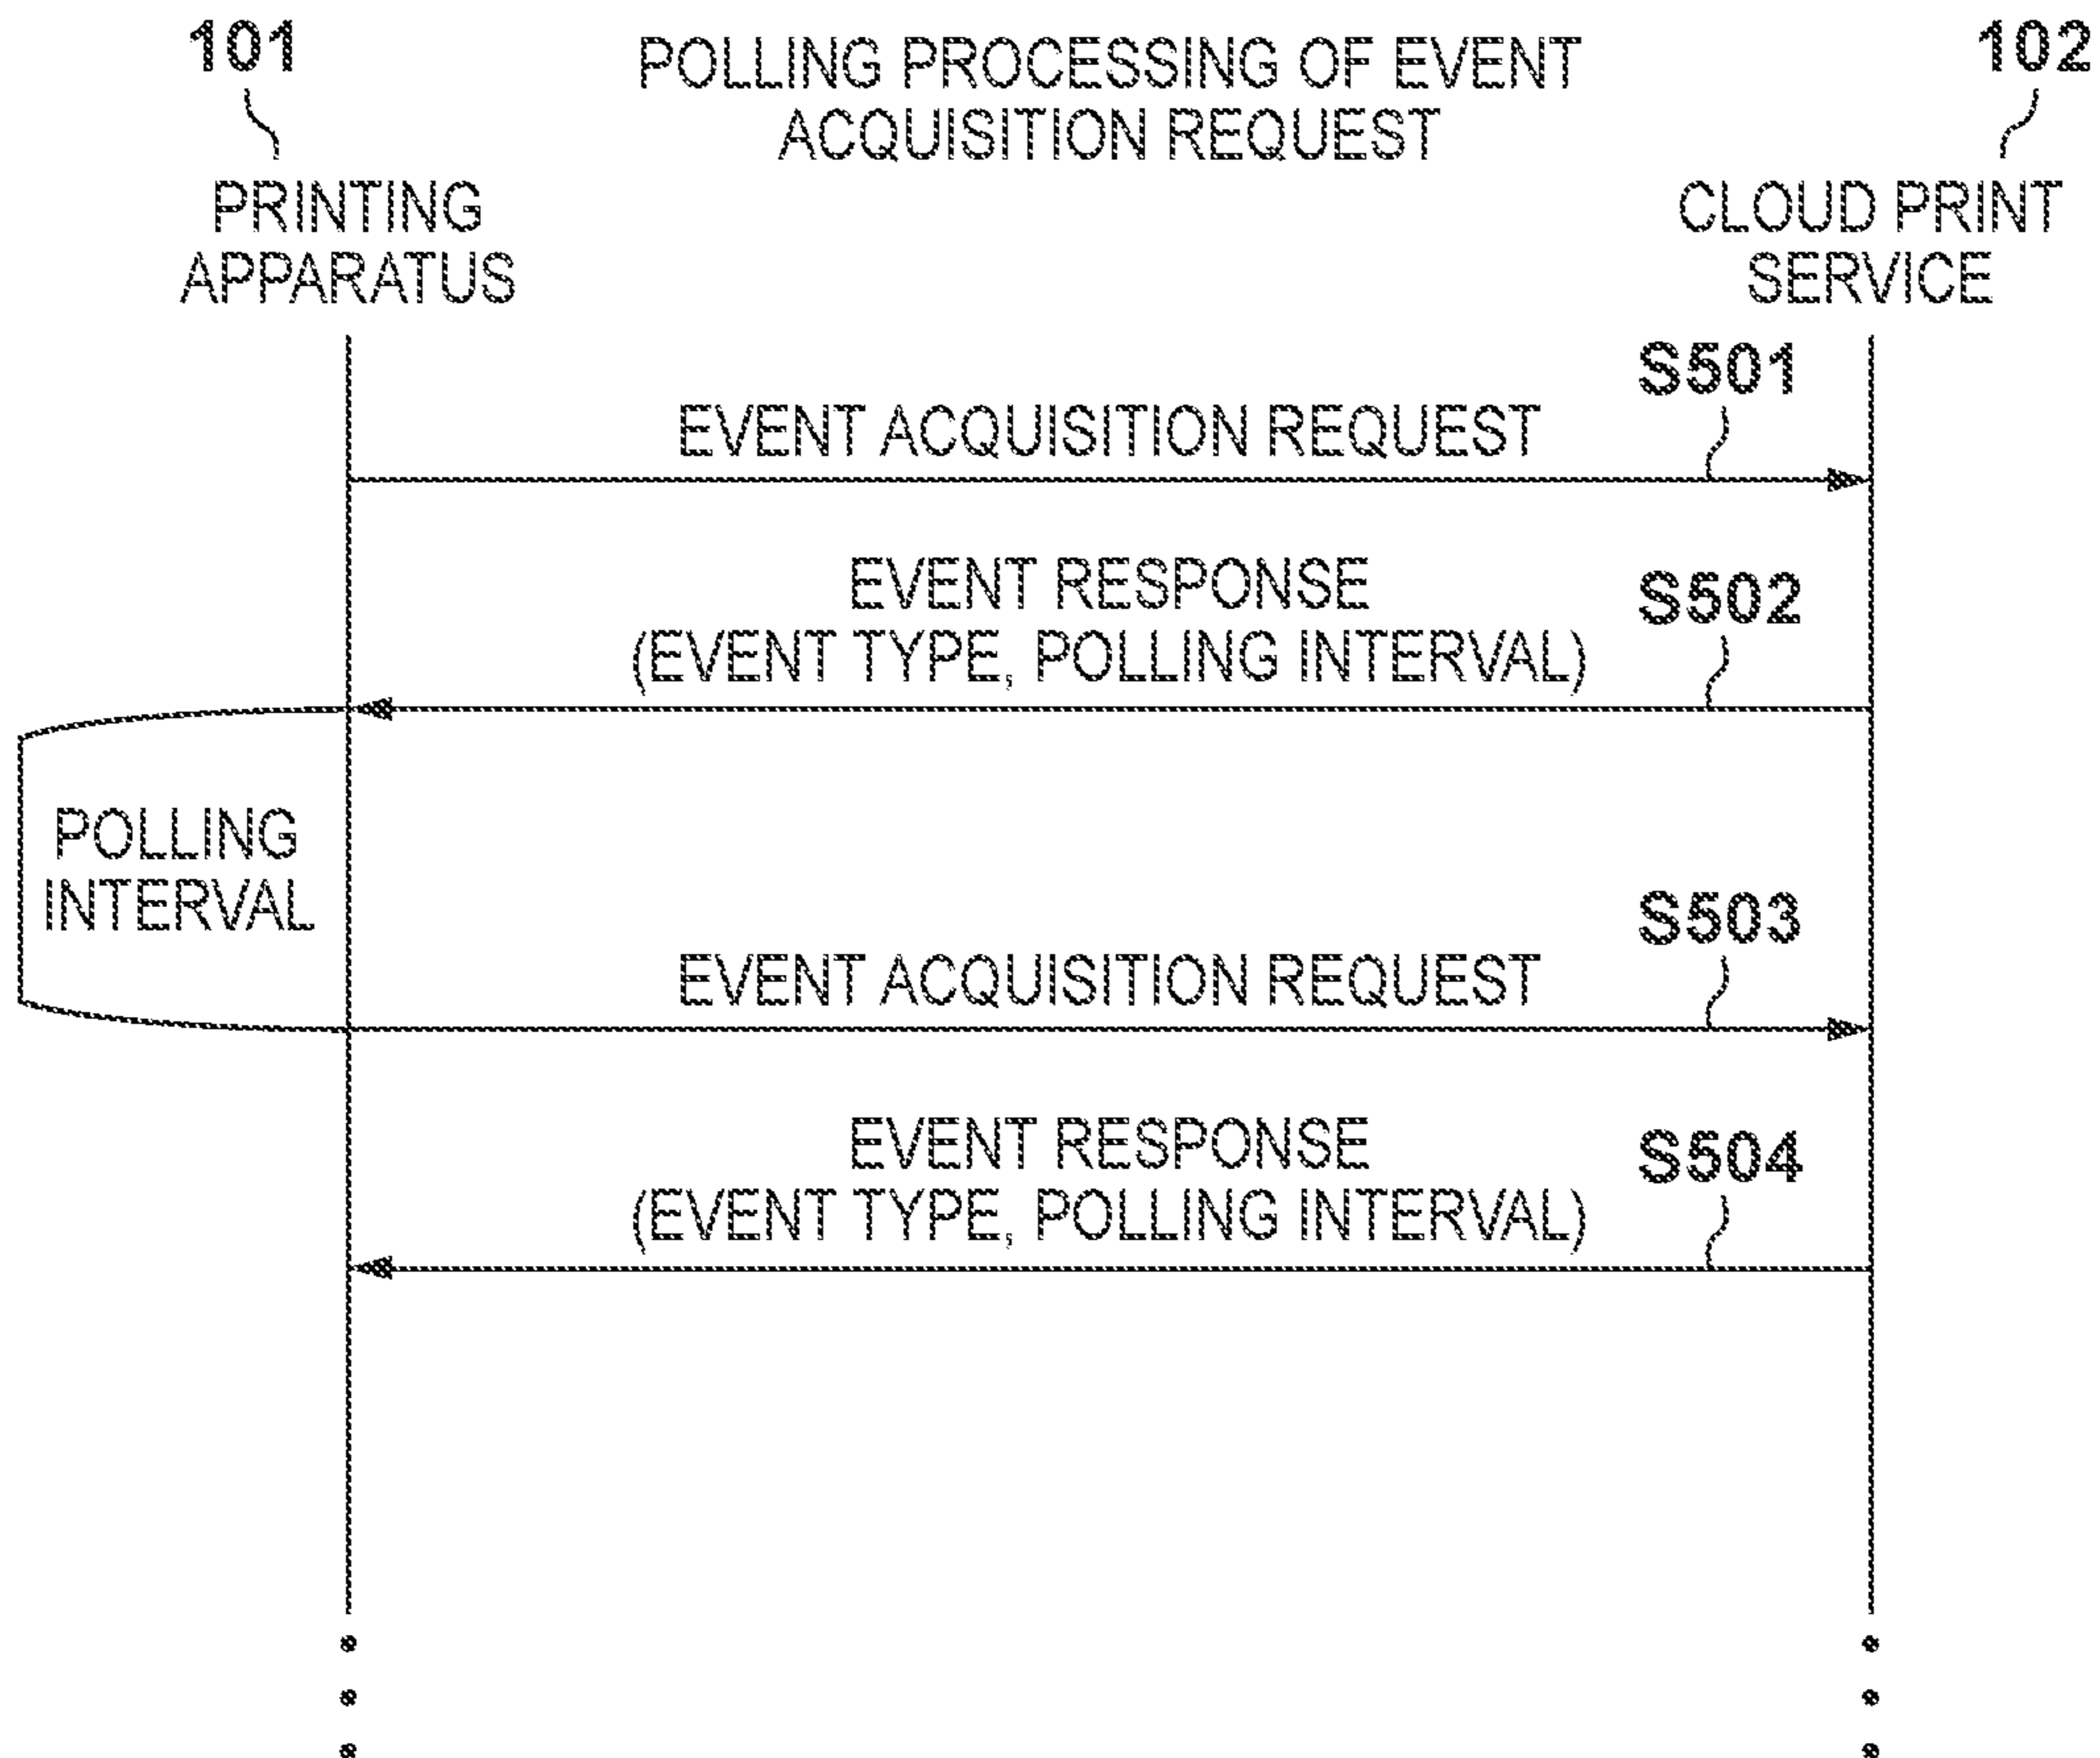 101
POLLING PROCESSING OF EVENT
ACQUISITION REQUEST
102
PRINTING
APPARATUS
CLOUD PRINT
SERVICE
S501
EVENT ACQUISITION REQUEST
EVENT RESPONSE
(EVENT TYPE, POLLING INTERVAL)
S502
POLLING
INTERVAL
S503
EVENT ACQUISITION REQUEST
EVENT RESPONSE
(EVENT TYPE, POLLING INTERVAL)
S504